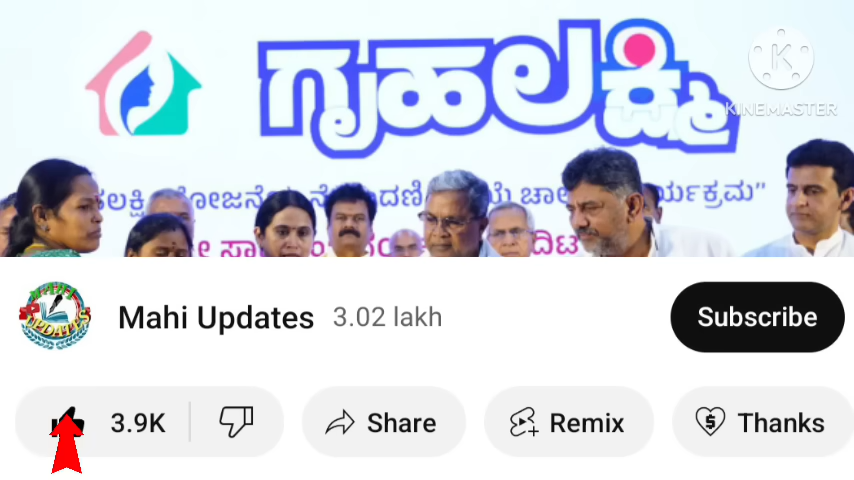 ಗೃಹಲಕ್ಷ್ಮಿ
KINEMASTER
Mahi Updates 3.02 lakh
Subscribe
3.9K
Share
Remix
Thanks